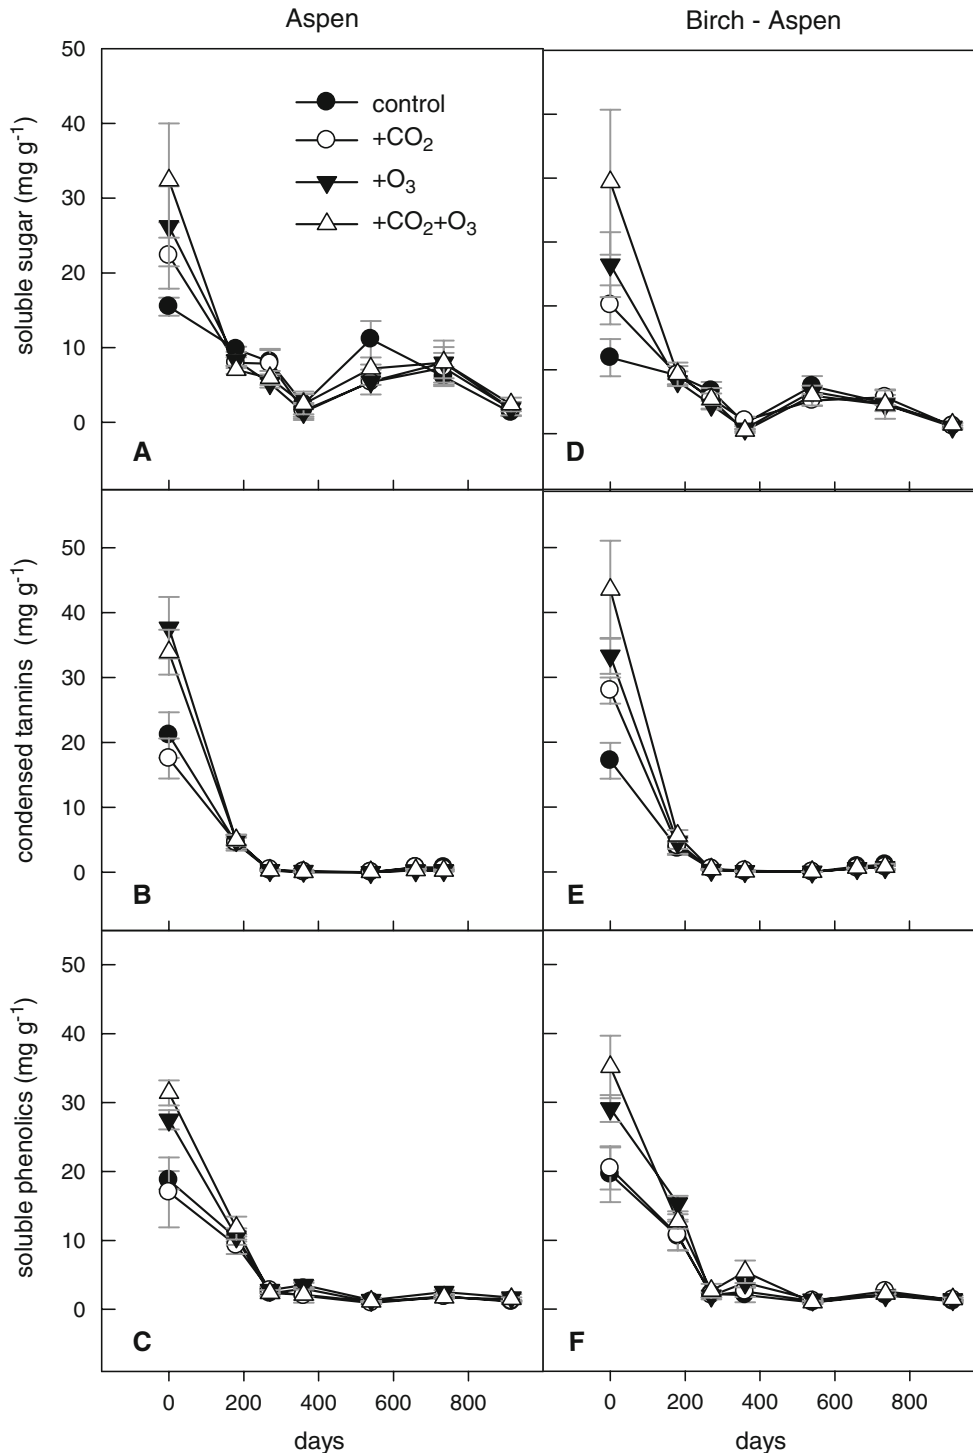 Aspen
Birch - Aspen
soluble sugar (mg g⁻¹)
50
40
30
20
10
0
control
+CO₂
+O₃
+CO₂+O₃
A
D
condensed tannins (mg g⁻¹)
50
40
30
20
10
0
B
E
soluble phenolics (mg g⁻¹)
50
40
30
20
10
0
C
F
0 200 400 600 800
0 200 400 600 800
days
days